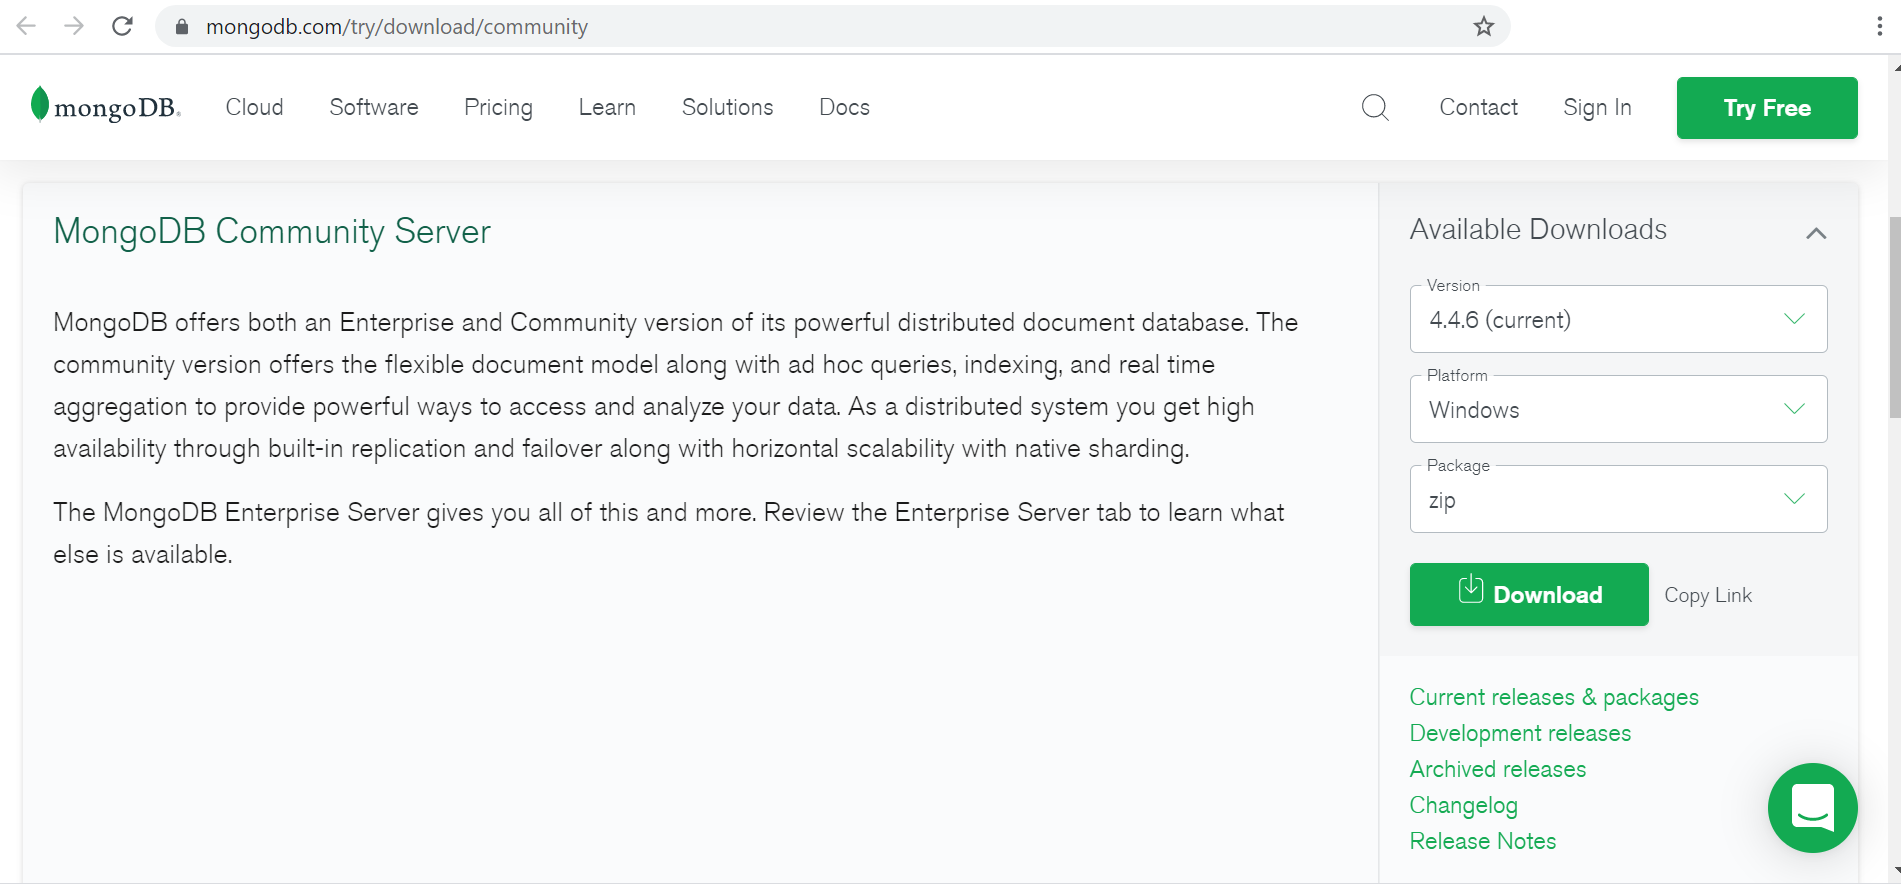 mongodb.com/try/download/community
mongoDB®
Cloud
Software
Pricing
Learn
Solutions
Docs
Contact
Sign In
Try Free
MongoDB Community Server
MongoDB offers both an Enterprise and Community version of its powerful distributed document database. The
community version offers the flexible document model along with ad hoc queries, indexing, and real time
aggregation to provide powerful ways to access and analyze your data. As a distributed system you get high
availability through built-in replication and failover along with horizontal scalability with native sharding.
The MongoDB Enterprise Server gives you all of this and more. Review the Enterprise Server tab to learn what
else is available.
Available Downloads
Version
4.4.6 (current)
Platform
Windows
Package
zip
Download
Copy Link
Current releases & packages
Development releases
Archived releases
Changelog
Release Notes